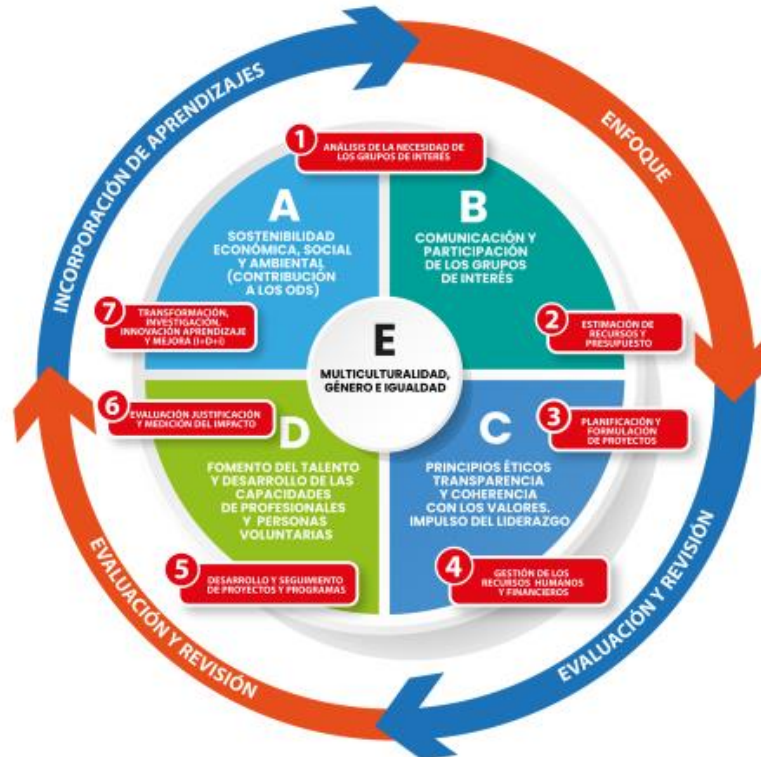 INCORPORACIÓN DE APRENDIZAJES
ENFOQUE
1
ANÁLISIS DE LA NECESIDAD DE
LOS GRUPOS DE INTERÉS
A
SOSTENIBILIDAD
ECONÓMICA, SOCIAL
Y AMBIENTAL
(CONTRIBUCIÓN
A LOS ODS)
B
COMUNICACIÓN Y
PARTICIPACIÓN
DE LOS GRUPOS
DE INTERÉS
7
TRANSFORMACIÓN,
INVESTIGACIÓN,
INNOVACIÓN APRENDIZAJE
Y MEJORA (I+D+i)
2
ESTIMACIÓN DE
RECURSOS Y
PRESUPUESTO
E
MULTICULTURALIDAD,
GÉNERO E IGUALDAD
6
EVALUACIÓN JUSTIFICACIÓN
Y MEDICIÓN DEL IMPACTO
3
PLANIFICACIÓN Y
FORMULACIÓN
DE PROYECTOS
D
FOMENTO DEL TALENTO
Y DESARROLLO DE LAS
CAPACIDADES
DE PROFESIONALES
Y PERSONAS
VOLUNTARIAS
C
PRINCIPIOS ÉTICOS
TRANSPARENCIA
Y COHERENCIA
CON LOS VALORES.
IMPULSO DEL LIDERAZGO
5
DESARROLLO Y SEGUIMIENTO
DE PROYECTOS Y PROGRAMAS
4
GESTIÓN DE LOS
RECURSOS HUMANOS
Y FINANCIEROS
EVALUACIÓN Y REVISIÓN
EVALUACIÓN Y REVISIÓN